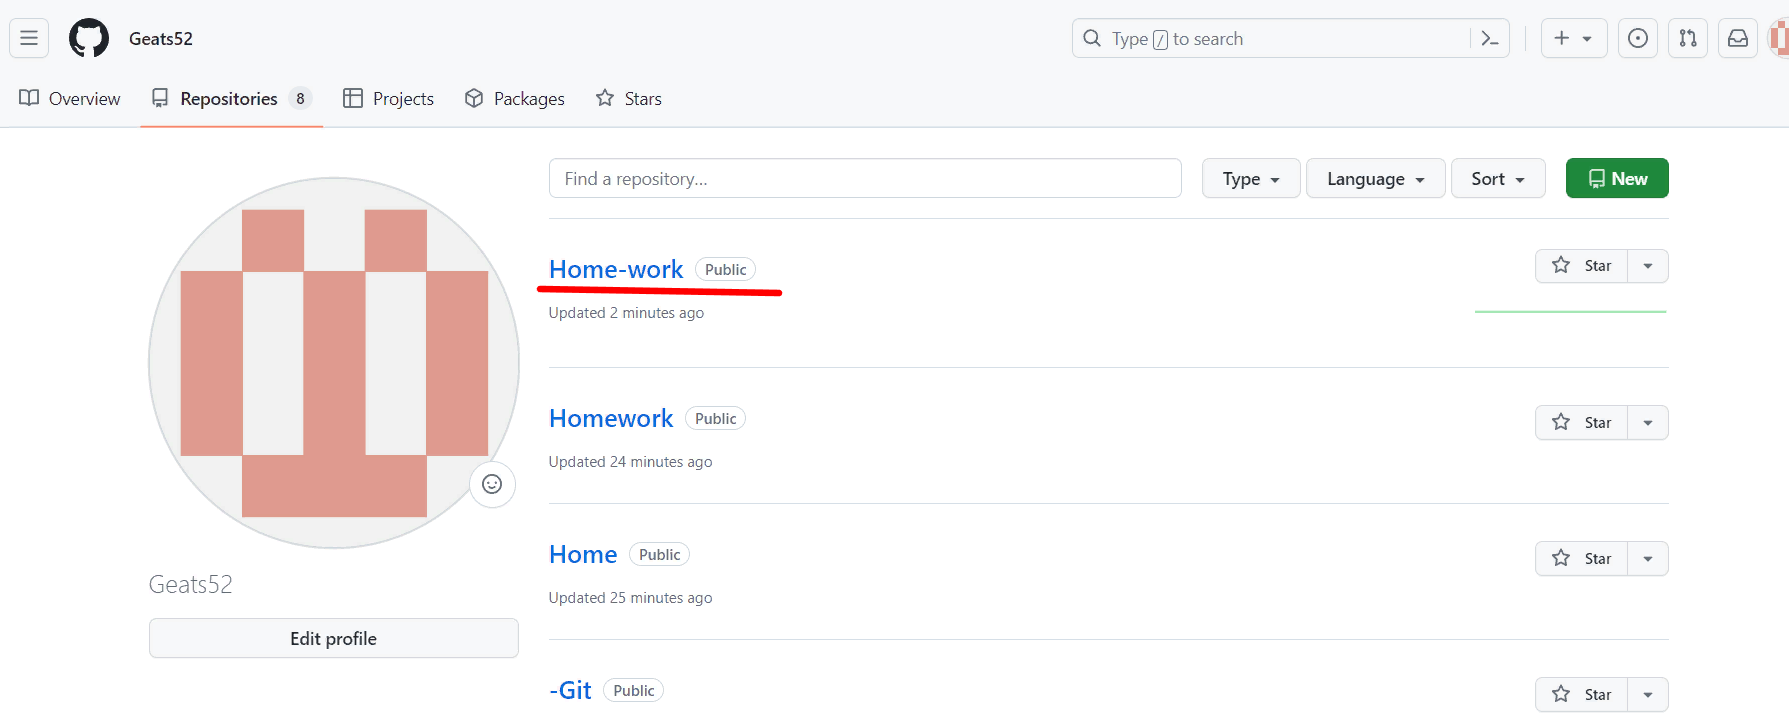 Geats52
Type / to search
Overview
Repositories 8
Projects
Packages
Stars
Find a repository...
Type
Language
Sort
New
Home-work Public
Star
Updated 2 minutes ago
Homework Public
Star
Updated 24 minutes ago
Home Public
Star
Updated 25 minutes ago
-Git Public
Star
Geats52
Edit profile